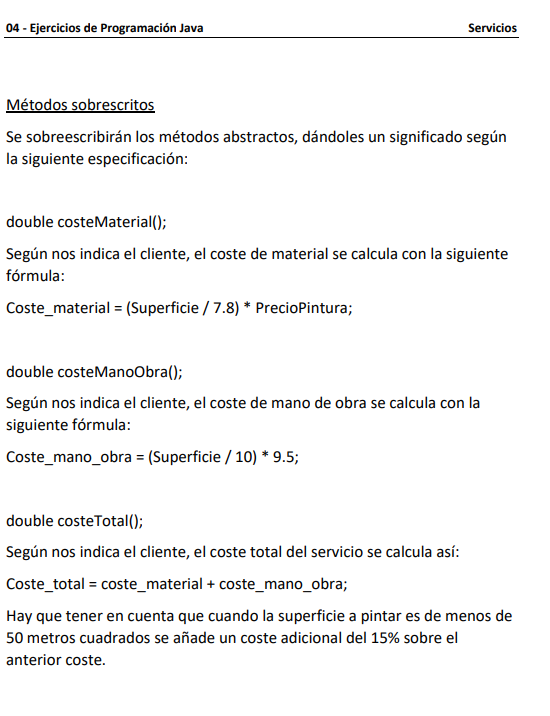 04 - Ejercicios de Programación Java Servicios
Métodos sobrescritos
Se sobreescribirán los métodos abstractos, dándoles un significado según
la siguiente especificación:
double costeMaterial();
Según nos indica el cliente, el coste de material se calcula con la siguiente
fórmula:
Coste_material = (Superficie / 7.8) * PrecioPintura;
double costeManoObra();
Según nos indica el cliente, el coste de mano de obra se calcula con la
siguiente fórmula:
Coste_mano_obra = (Superficie / 10) * 9.5;
double costeTotal();
Según nos indica el cliente, el coste total del servicio se calcula así:
Coste_total = coste_material + coste_mano_obra;
Hay que tener en cuenta que cuando la superficie a pintar es de menos de
50 metros cuadrados se añade un coste adicional del 15% sobre el
anterior coste.